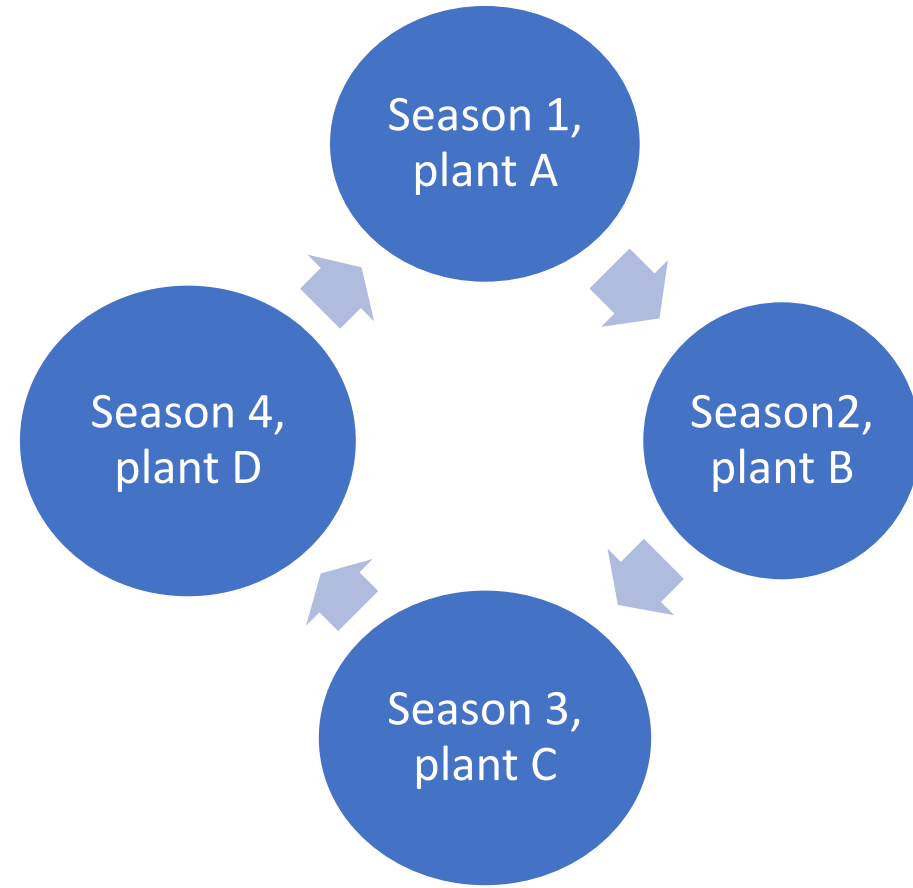 Season 1,
plant A
Season2,
plant B
Season 3,
plant C
Season 4,
plant D